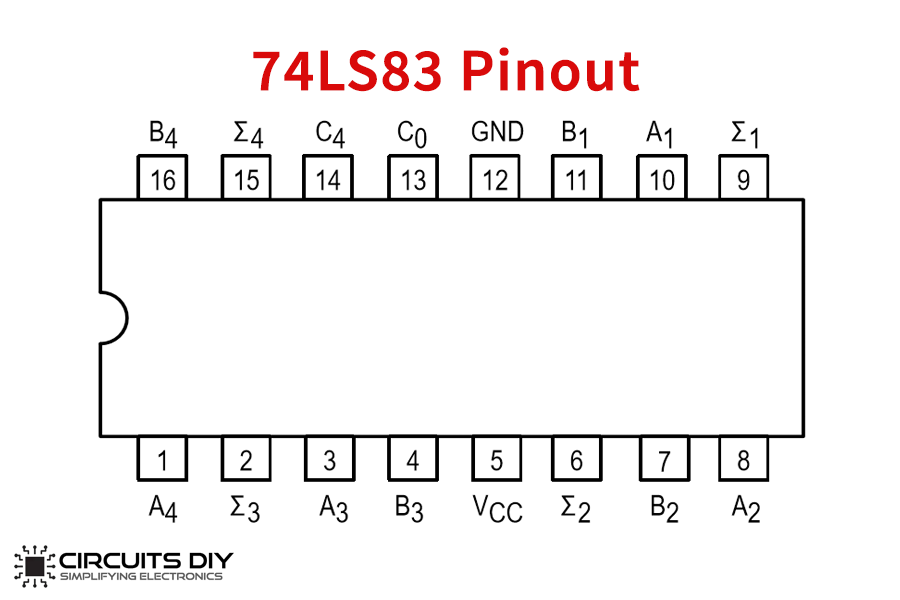 74LS83 Pinout
B4 Σ4 C4 C0 GND B1 A1 Σ1
16 15 14 13 12 11 10 9
1 2 3 4 5 6 7 8
A4 Σ3 A3 B3 VCC Σ2 B2 A2
CIRCUITS DIY
SIMPLIFYING ELECTRONICS